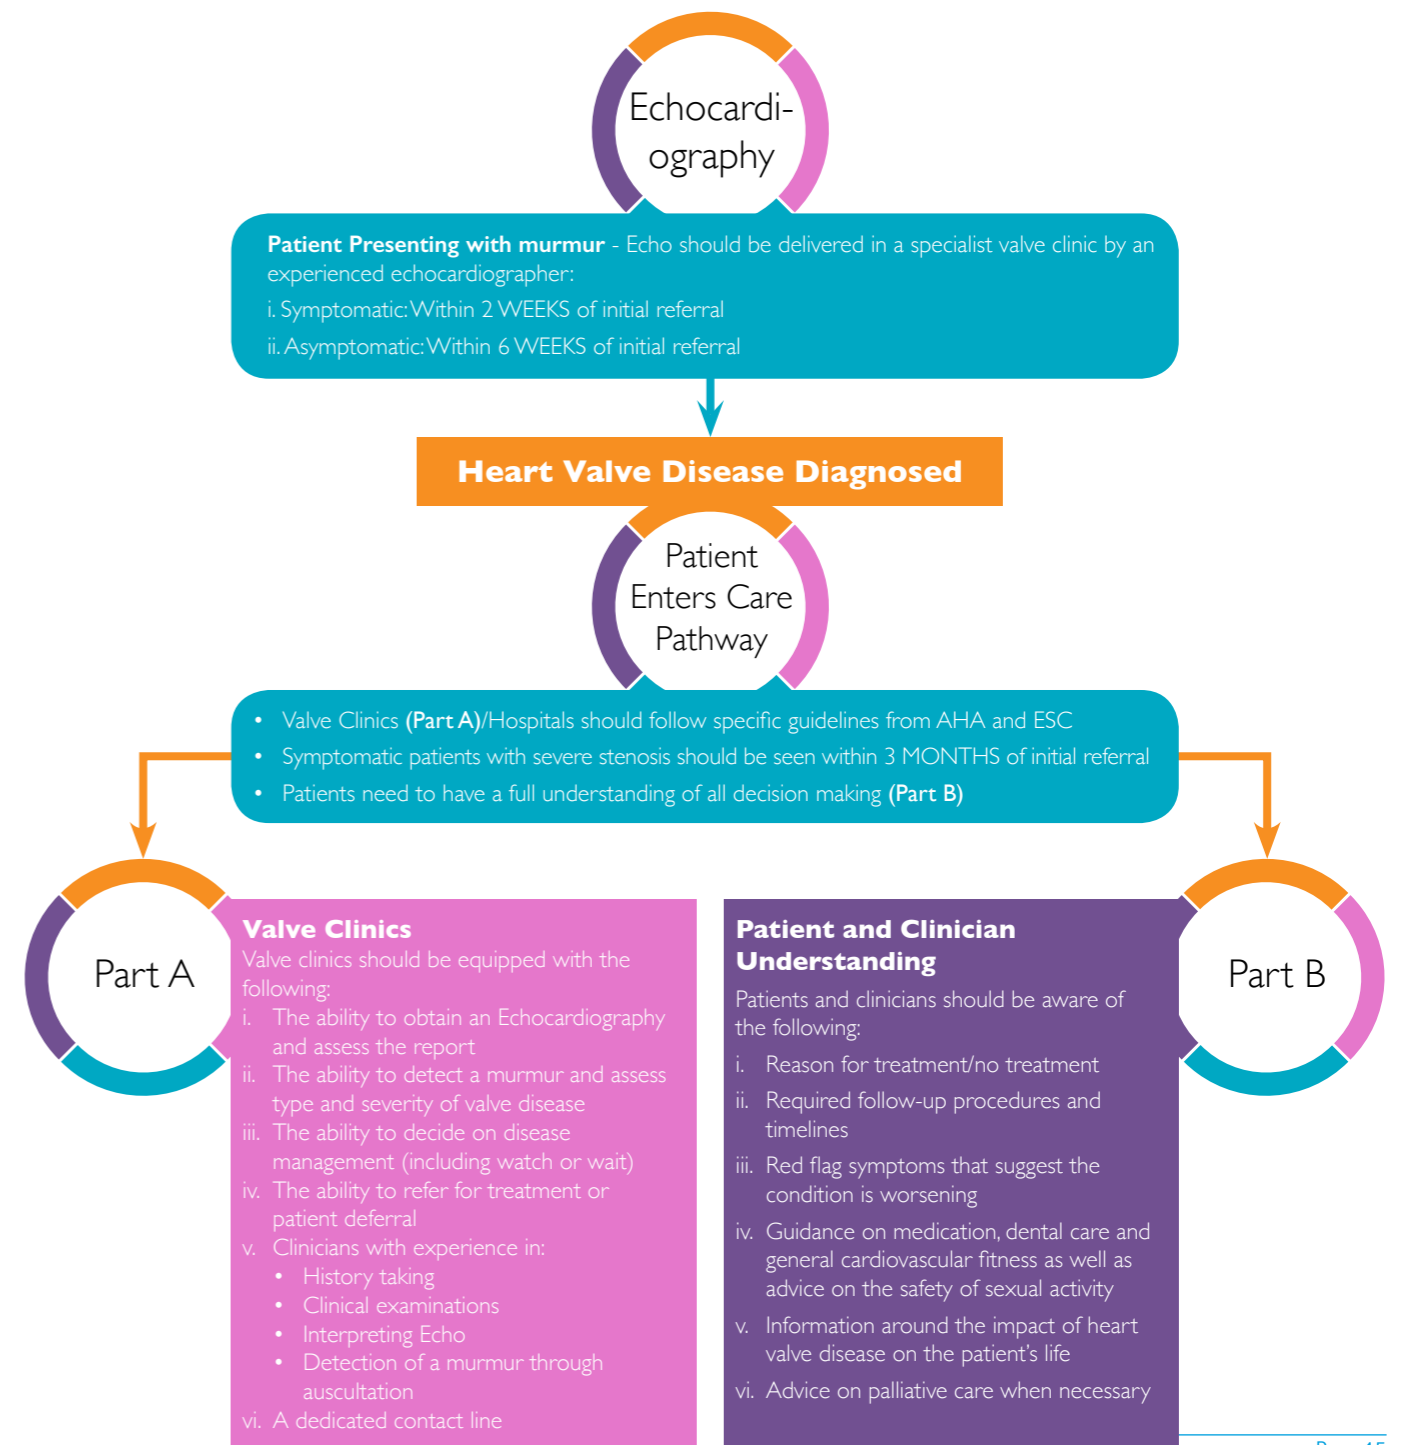 Echocardi-
ography
Patient Presenting with murmur - Echo should be delivered in a specialist valve clinic by an
experienced echocardiographer:
i. Symptomatic: Within 2 WEEKS of initial referral
ii. Asymptomatic: Within 6 WEEKS of initial referral
Heart Valve Disease Diagnosed
Patient
Enters Care
Pathway
• Valve Clinics (Part A)/Hospitals should follow specific guidelines from AHA and ESC
• Symptomatic patients with severe stenosis should be seen within 3 MONTHS of initial referral
• Patients need to have a full understanding of all decision making (Part B)
Part A
Valve Clinics
Valve clinics should be equipped with the
following:
i. The ability to obtain an Echocardiography
and assess the report
ii. The ability to detect a murmur and assess
type and severity of valve disease
iii. The ability to decide on disease
management (including watch or wait)
iv. The ability to refer for treatment or
patient deferral
v. Clinicians with experience in:
• History taking
• Clinical examinations
• Interpreting Echo
• Detection of a murmur through
auscultation
vi. A dedicated contact line
Patient and Clinician
Understanding
Patients and clinicians should be aware of
the following:
i. Reason for treatment/no treatment
ii. Required follow-up procedures and
timelines
iii. Red flag symptoms that suggest the
condition is worsening
iv. Guidance on medication, dental care and
general cardiovascular fitness as well as
advice on the safety of sexual activity
v. Information around the impact of heart
valve disease on the patient's life
vi. Advice on palliative care when necessary
Part B